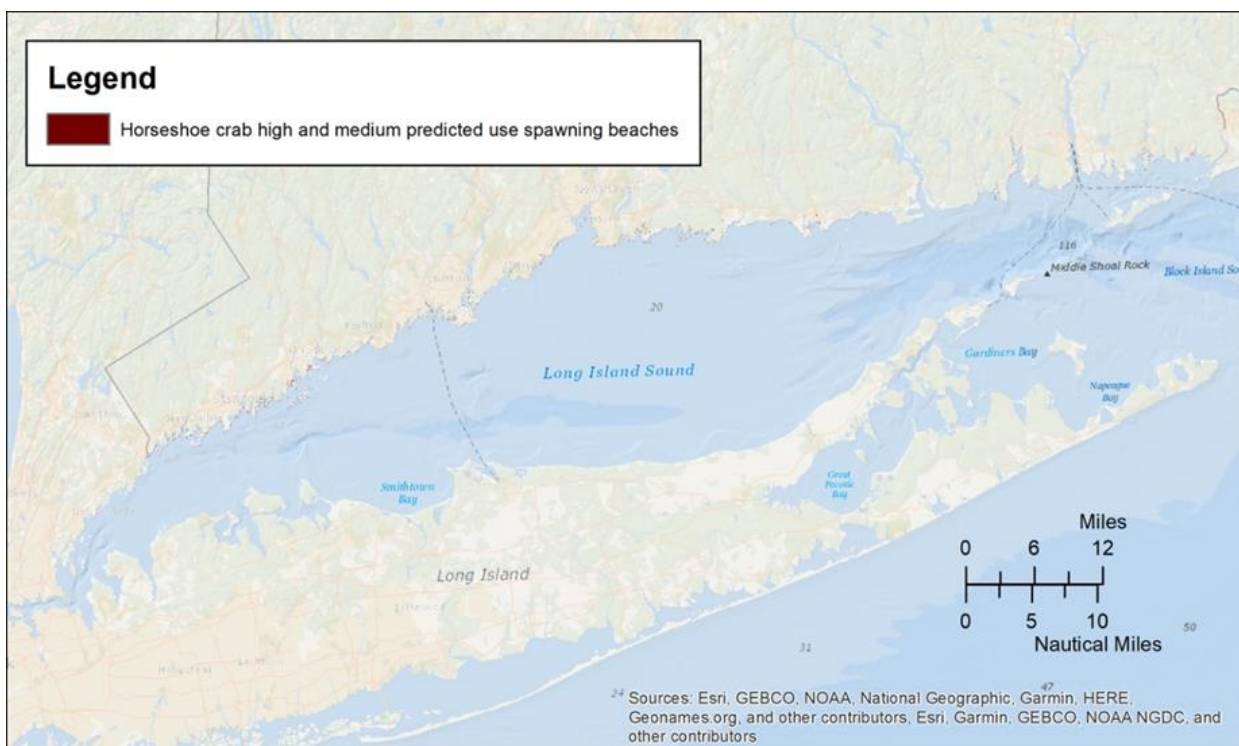 Legend
Horseshoe crab high and medium predicted use spawning beaches
116
Middle Shoal Rock
Block Island So
20
Long Island Sound
Gardiners Bay
Napeague
Bay
Smithtown
Bay
Great
Peconic
Bay
Long Island
Miles
0 6 12
0 5 10
Nautical Miles
50
31
24
47
Sources: Esri, GEBCO, NOAA, National Geographic, Garmin, HERE,
Geonames.org, and other contributors, Esri, Garmin, GEBCO, NOAA NGDC, and
other contributors